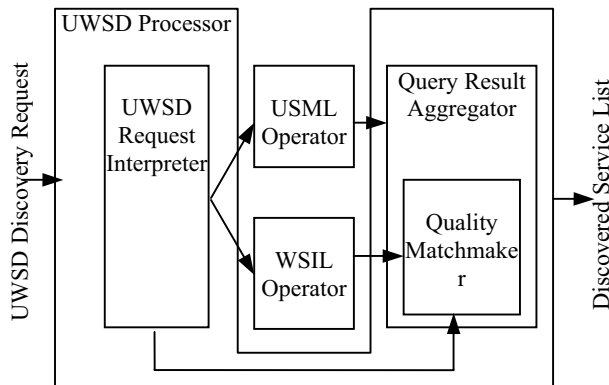 UWSD Processor
UWSD Discovery Request
UWSD
Request
Interpreter
USML
Operator
WSIL
Operator
Query Result
Aggregator
Quality
Matchmake
r
Discovered Service List